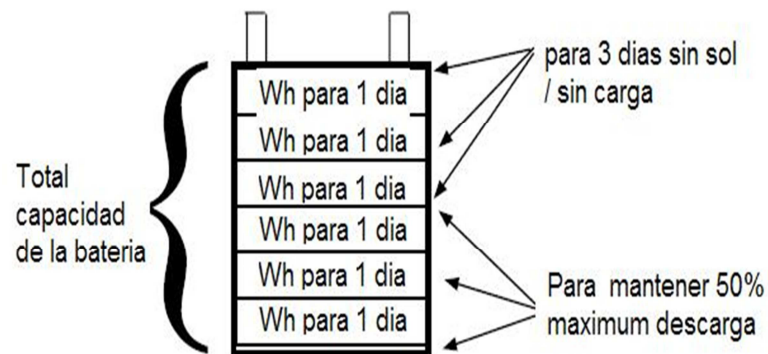 para 3 dias sin sol
/ sin carga
Wh para 1 dia
Wh para 1 dia
Wh para 1 dia
Wh para 1 dia
Wh para 1 dia
Wh para 1 dia
Total
capacidad
de la bateria
Para mantener 50%
maximum descarga